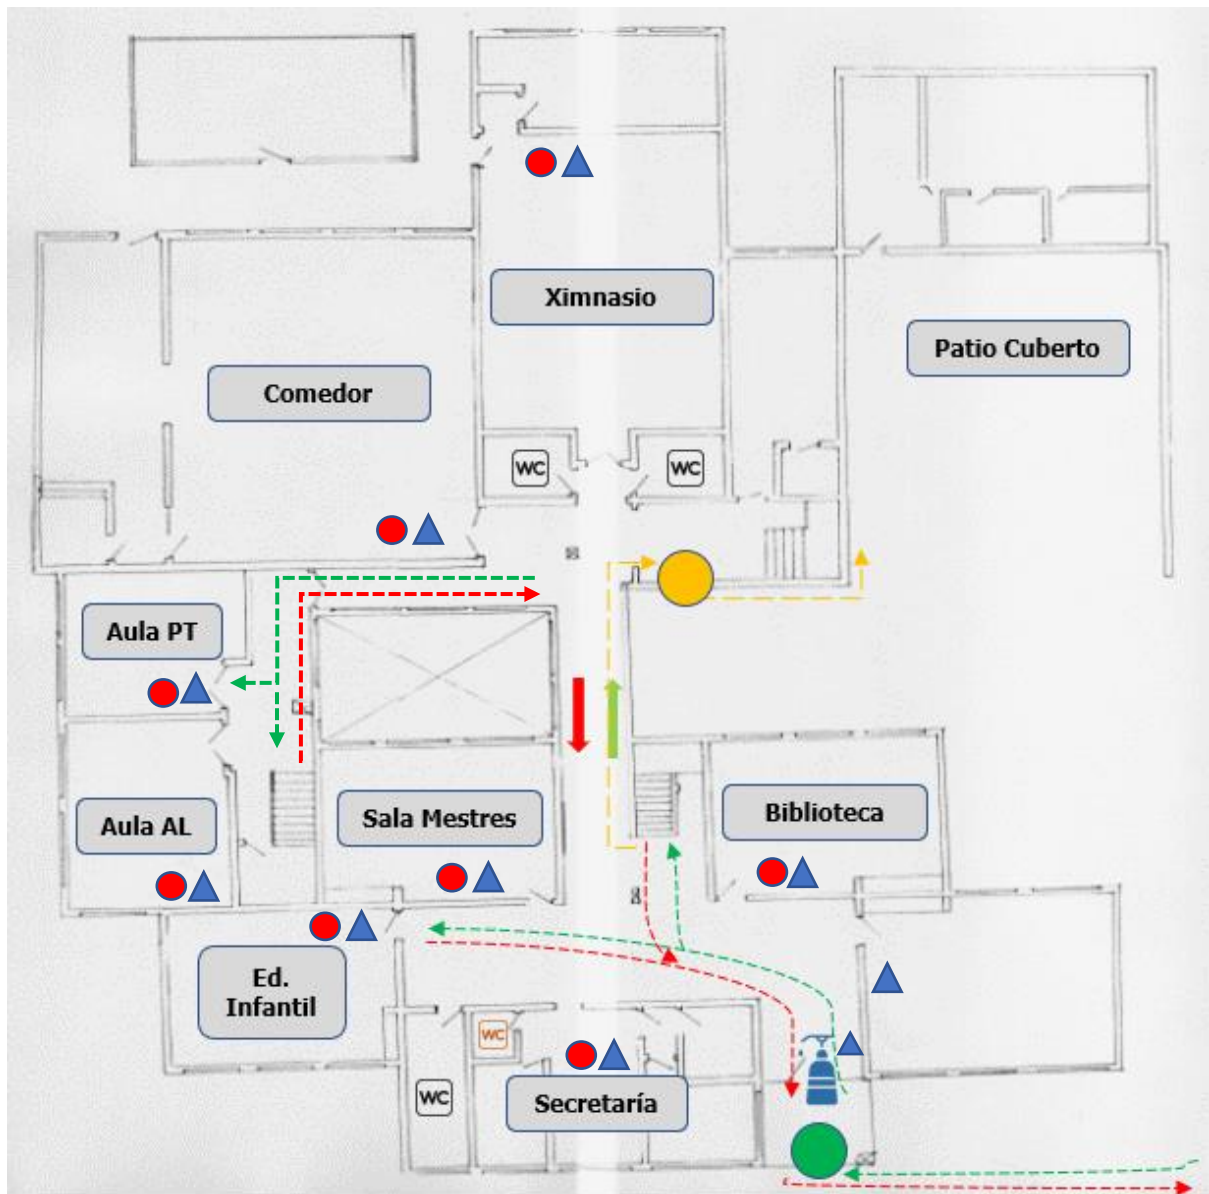 Ximnasio
Patio Cuberto
Comedor
WC
WC
Aula PT
Aula AL
Sala Mestres
Biblioteca
Ed.
Infantil
WC
WC
Secretaría